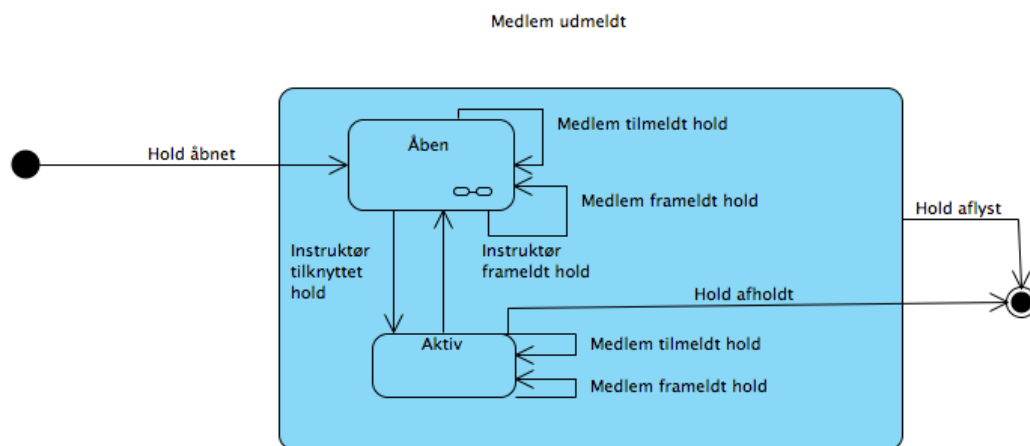 Medlem udmeldt
Medlem tilmeldt hold
Åben
Hold åbnet
Medlem frameldt hold
Hold aflyst
Instruktør
tilknyttet
hold
Instruktør
frameldt hold
Hold afholdt
Aktiv
Medlem tilmeldt hold
Medlem frameldt hold